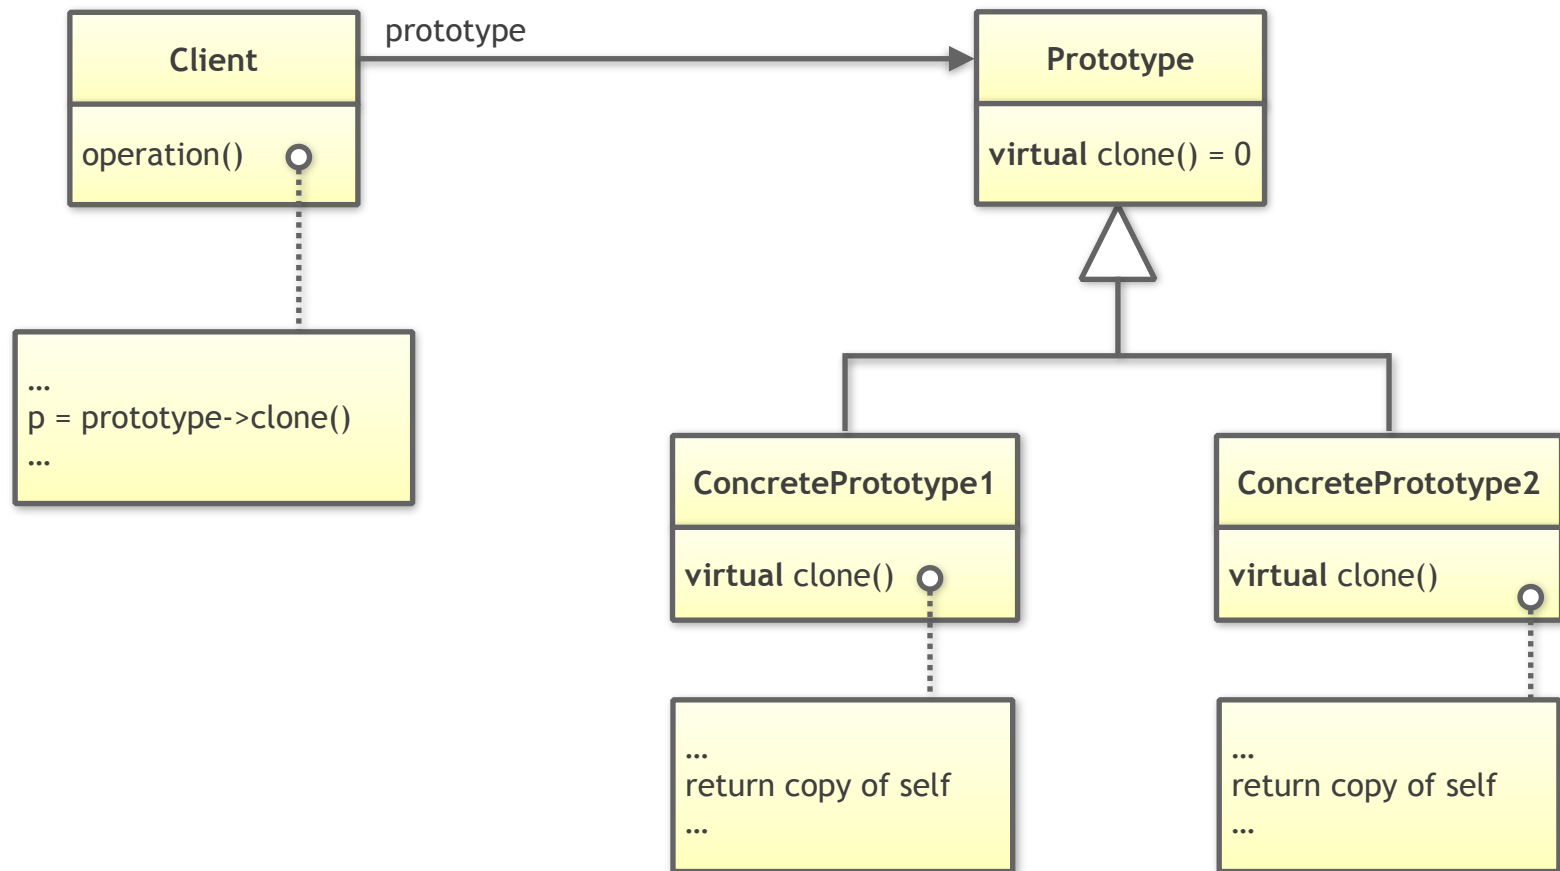 Client
operation()
...
p = prototype->clone()
...
prototype
Prototype
virtual clone() = 0
ConcretePrototype1
virtual clone()
...
return copy of self
...
ConcretePrototype2
virtual clone()
...
return copy of self
...